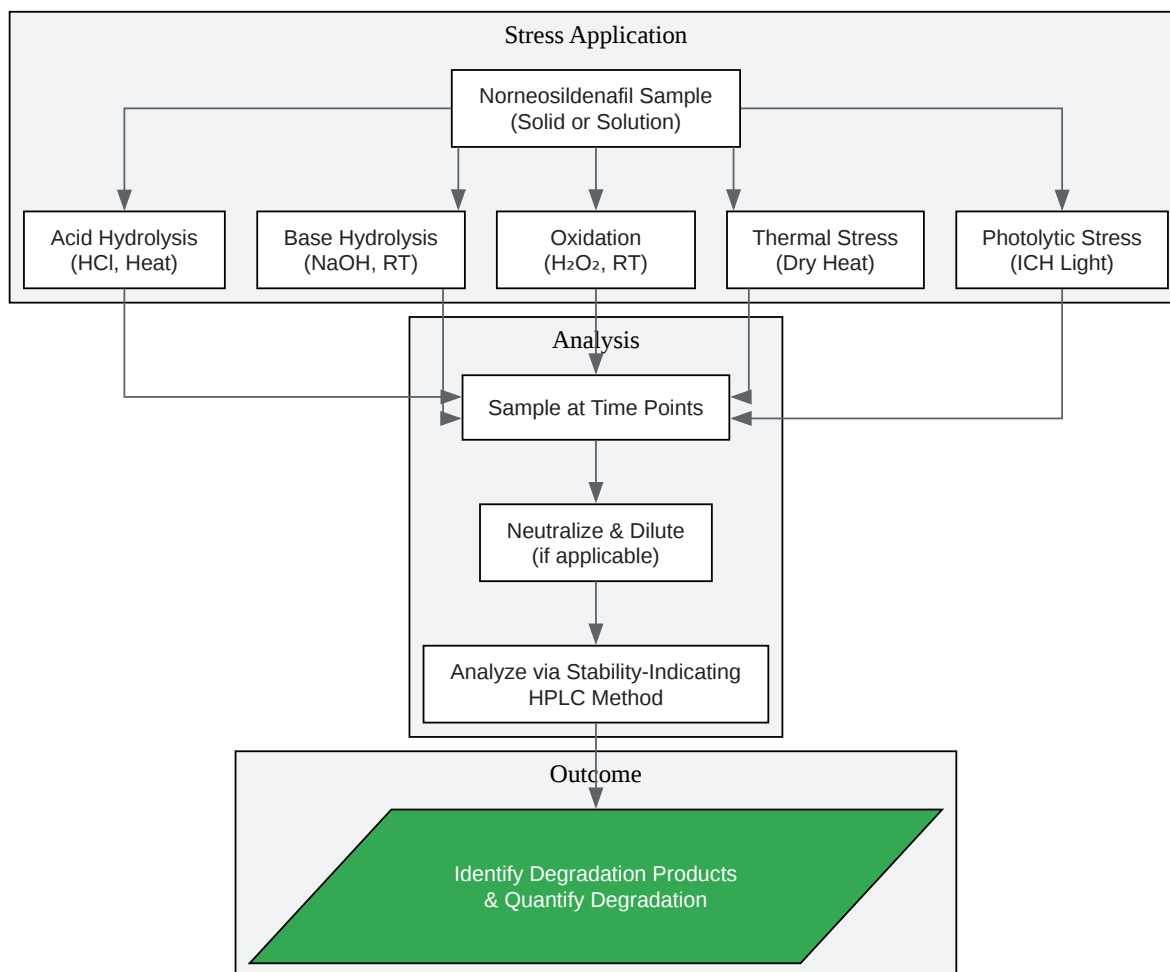 Stress Application
Norneosildenafil Sample
(Solid or Solution)
Acid Hydrolysis
(HCl, Heat)
Base Hydrolysis
(NaOH, RT)
Oxidation
(H₂O₂, RT)
Thermal Stress
(Dry Heat)
Photolytic Stress
(ICH Light)
Analysis
Sample at Time Points
Neutralize & Dilute
(if applicable)
Analyze via Stability-Indicating
HPLC Method
Outcome
Identify Degradation Products
& Quantify Degradation